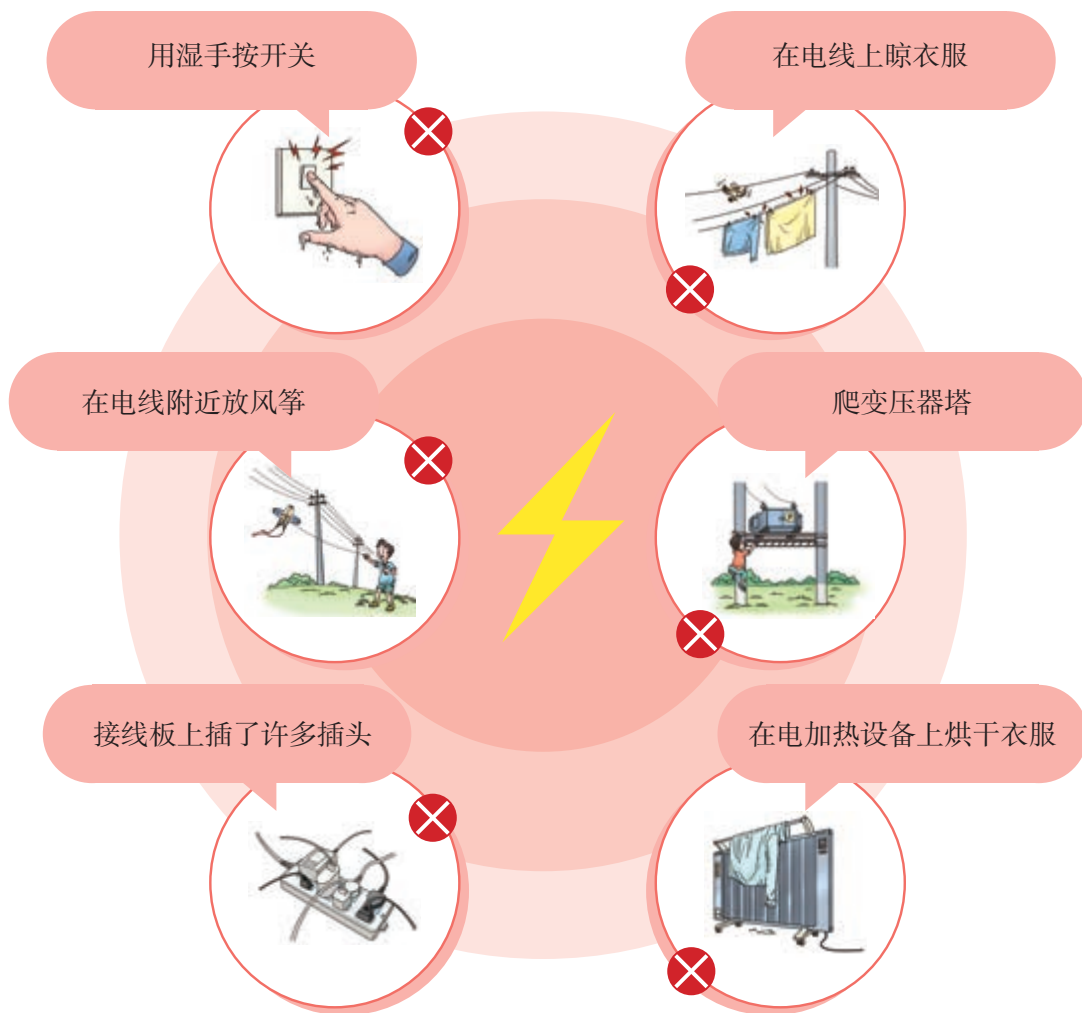 用湿手按开关
在电线上晾衣服
在电线附近放风筝
爬变压器塔
接线板上插了许多插头
在电加热设备上烘干衣服